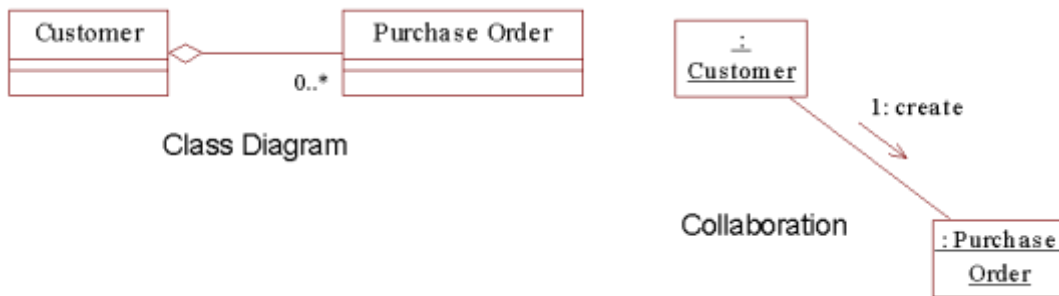 Customer
Purchase Order
0..*
Class Diagram
:
Customer
1: create
Collaboration
: Purchase
Order